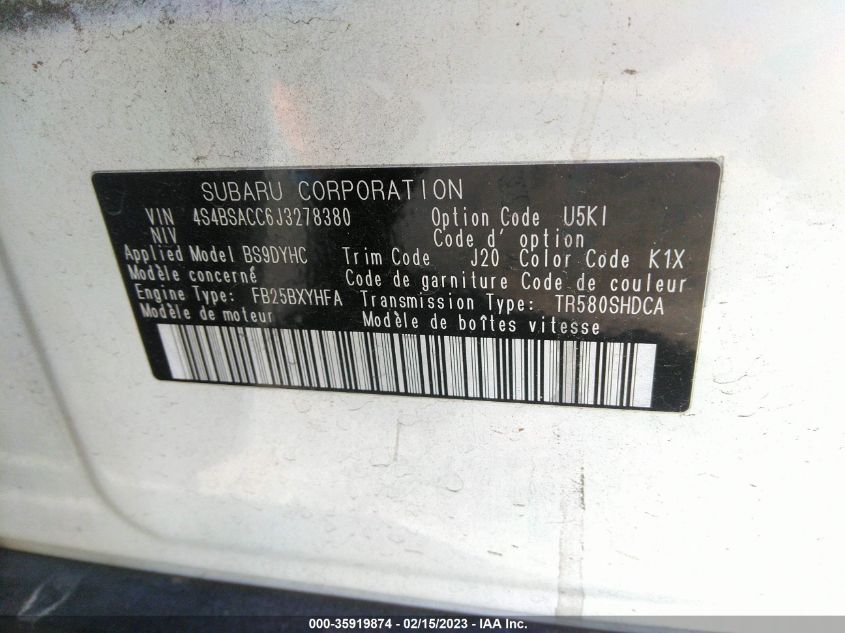 SUBARU CORPORATION
VIN 4S4BSACC6J3278380 Option Code U5KI
NIV Code d' option
Applied Model BS9DYHC Trim Code J20 Color Code K1X
Modèle concerné Code de garniture Code de couleur
Engine Type: FB25BXYHFA Transmission Type: TR580SHDCA
Modèle de moteur Modèle de boîtes vitesse
000-35919874 - 02/15/2023 - IAA Inc.